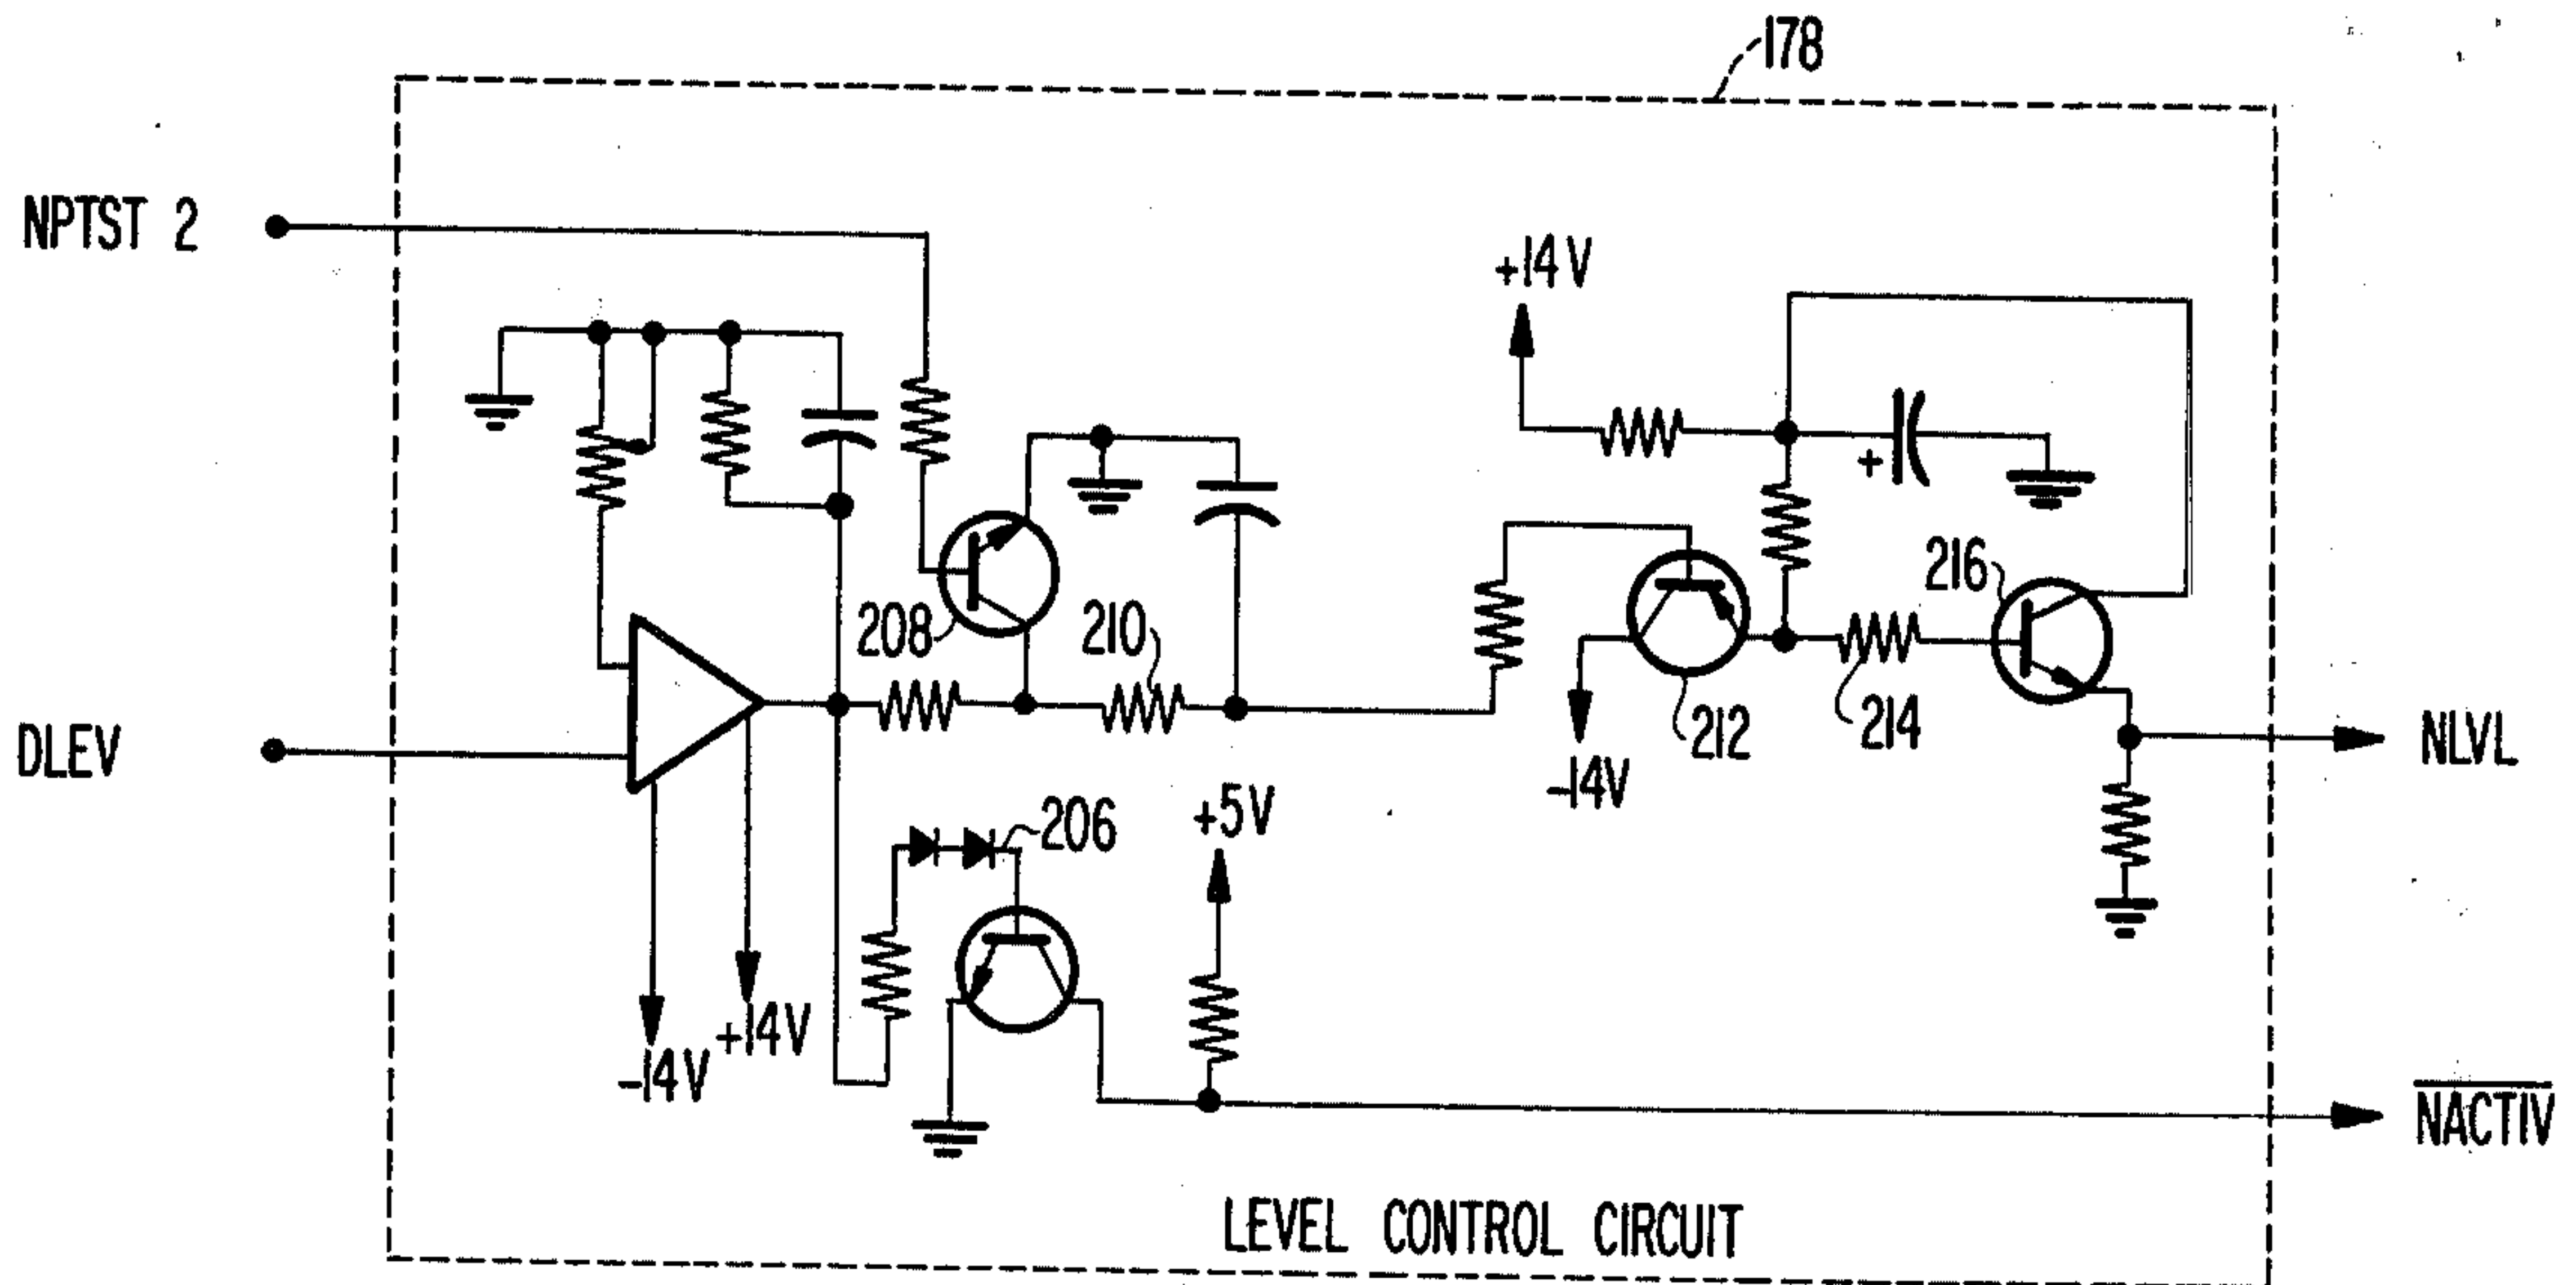 178
NPTST 2
+14V
+
216
208
210
212
214
DLEV
NLVL
-14V
206
+5V
-14V
+14V
NACTIV
LEVEL CONTROL CIRCUIT